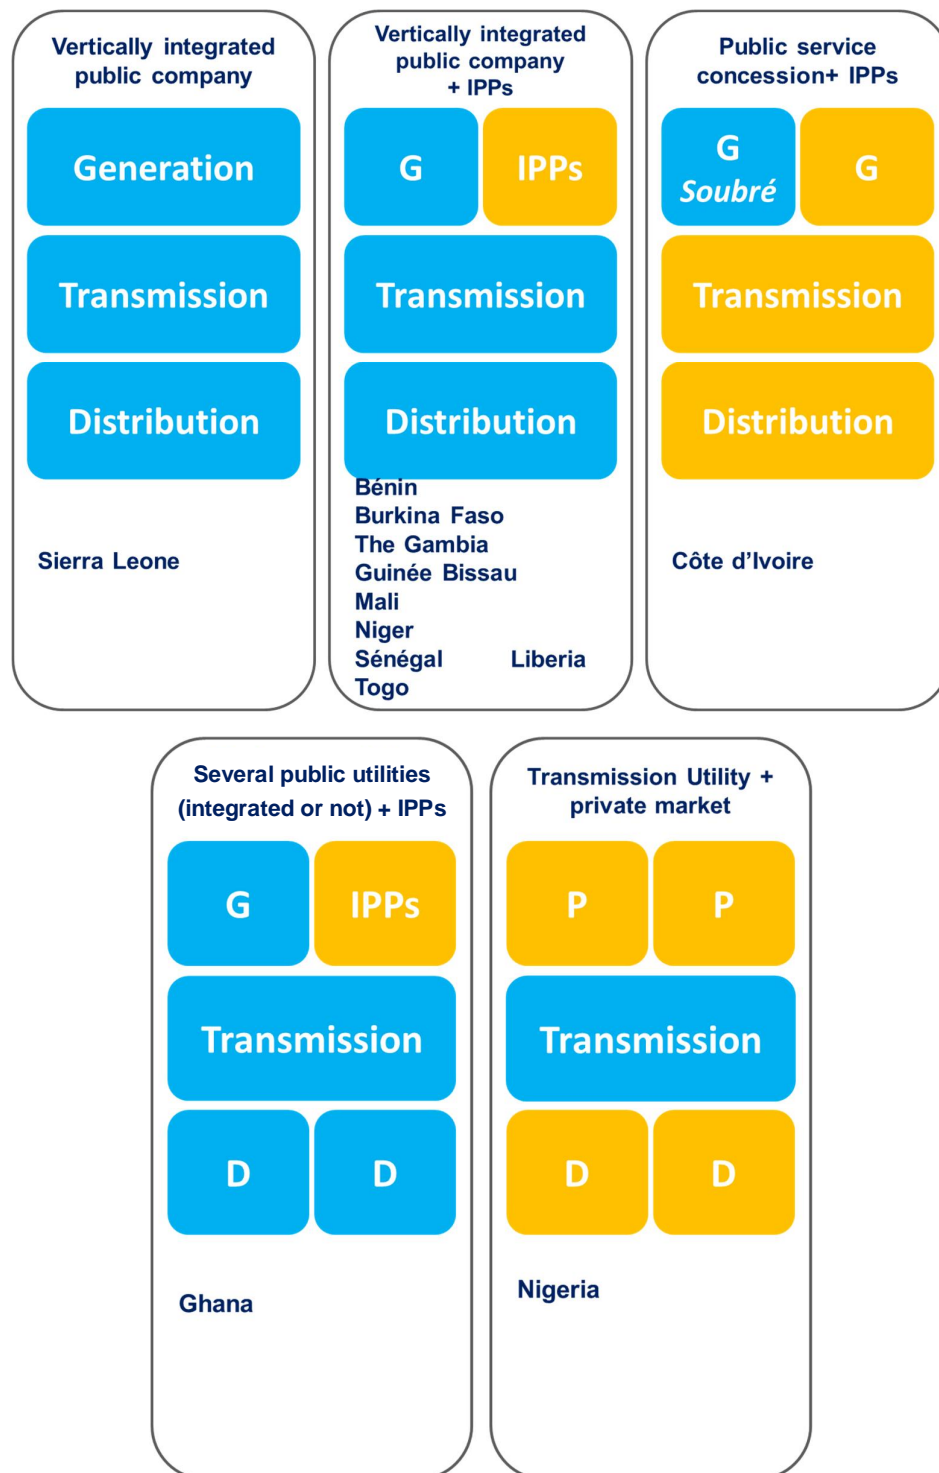 Vertically integrated
public company
Generation
Transmission
Distribution
Sierra Leone
Vertically integrated
public company
+ IPPs
G
IPPs
Transmission
Distribution
Bénin
Burkina Faso
The Gambia
Guinée Bissau
Mali
Niger
Sénégal Liberia
Togo
Public service
concession+ IPPs
G
Soubré
G
Transmission
Distribution
Côte d’Ivoire
Several public utilities
(integrated or not) + IPPs
G
IPPs
Transmission
D
D
Ghana
Transmission Utility +
private market
P
P
Transmission
D
D
Nigeria